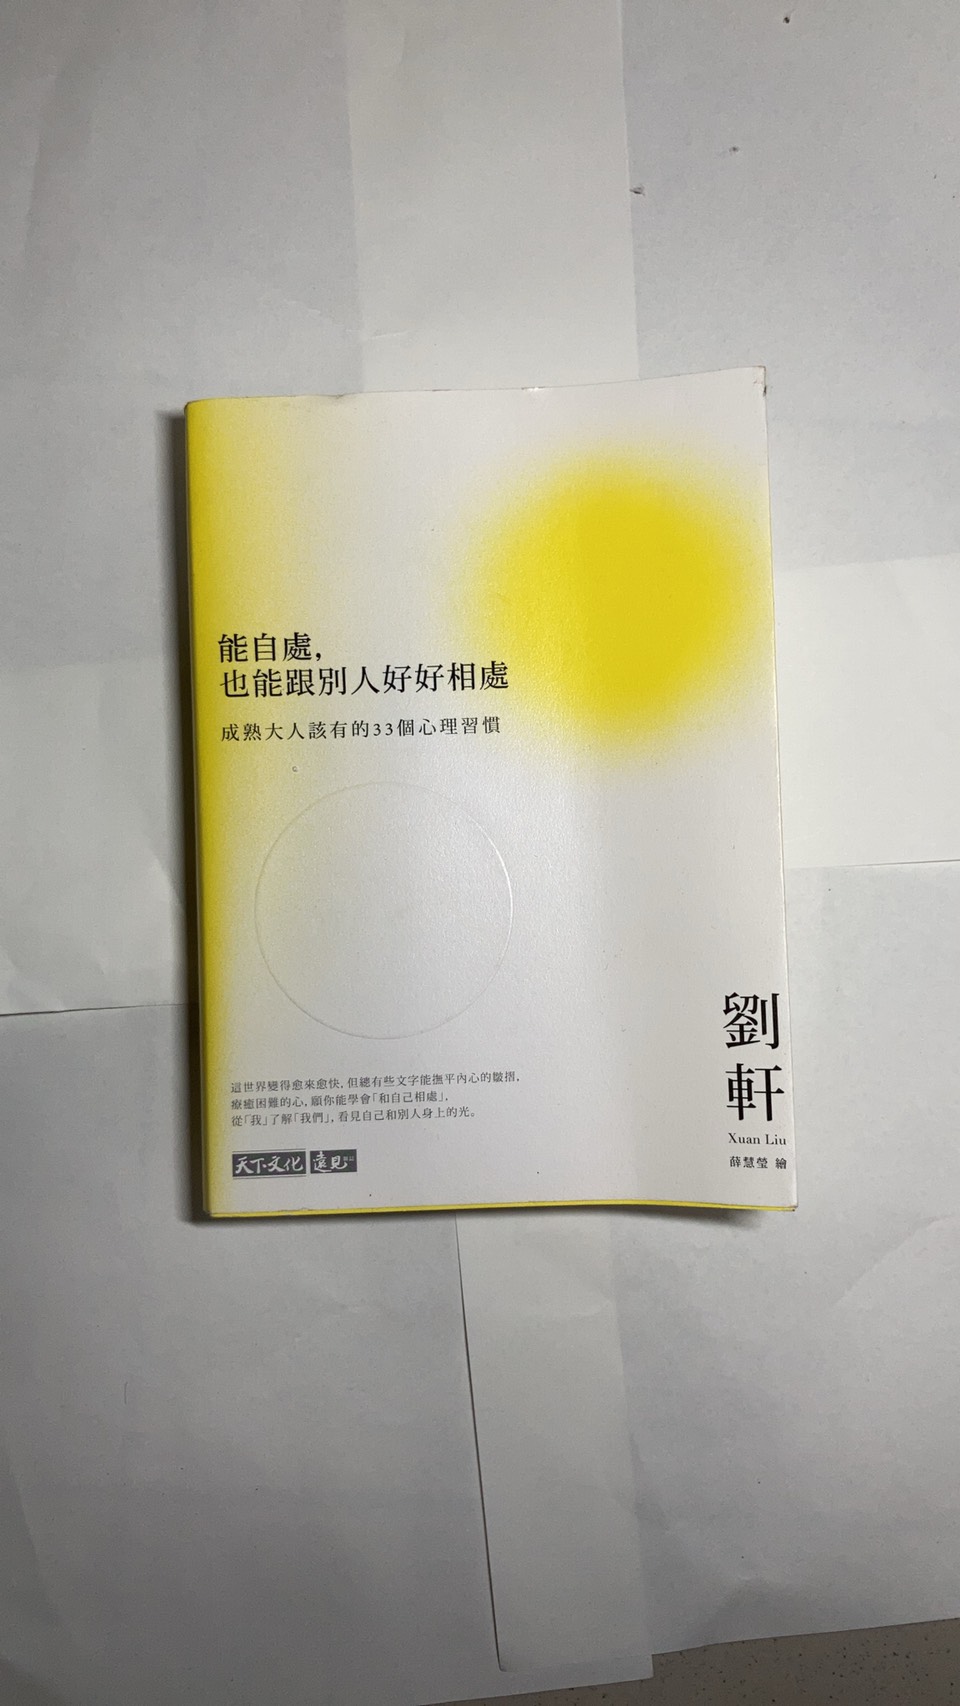 能自處,
也能跟別人好好相處
成熟大人該有的33個心理習慣
這世界變得愈來愈快,但總有些文字能撫平內心的皺摺,
療癒困難的心,願你能學會「和自己相處」,
從「我」了解「我們」,看見自己和別人身上的光。
天下文化 遠見
劉軒
Xuan Liu
薛慧瑩 繪